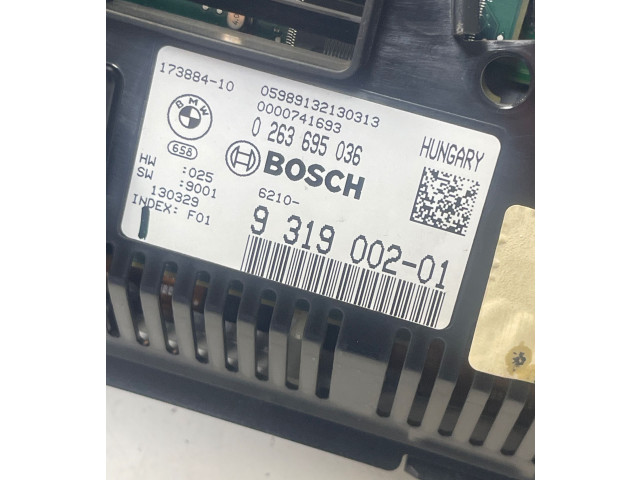 173884-10
05989132130313
0000741693
0 263 695 036
BMW
658
BOSCH
HUNGARY
HW :025
SW :9001
130329
INDEX: F01
6210-
9 319 002-01